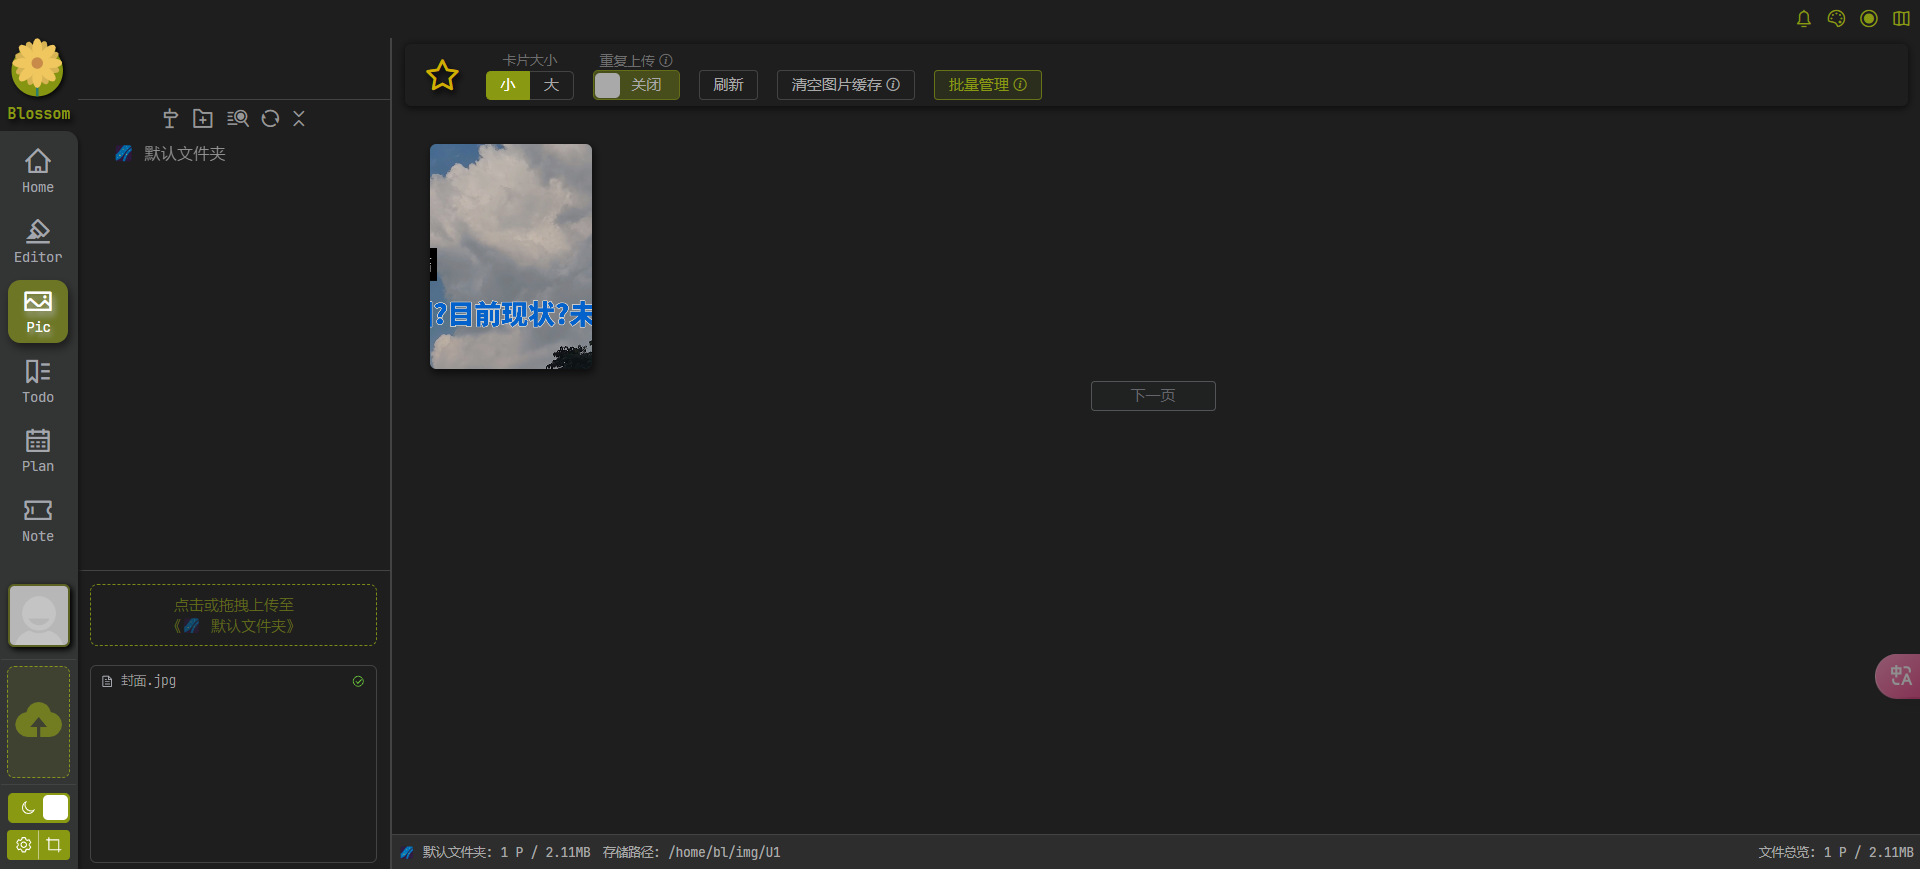 Blossom
Home
Editor
Pic
Todo
Plan
Note
默认文件夹
点击或拖拽上传至
《 默认文件夹》
封面.jpg
卡片大小
小 大
重复上传
关闭
刷新
清空图片缓存
批量管理
?目前现状?未
下一页
中A
默认文件夹: 1 P / 2.11MB 存储路径: /home/bl/img/U1
文件总览: 1 P / 2.11MB